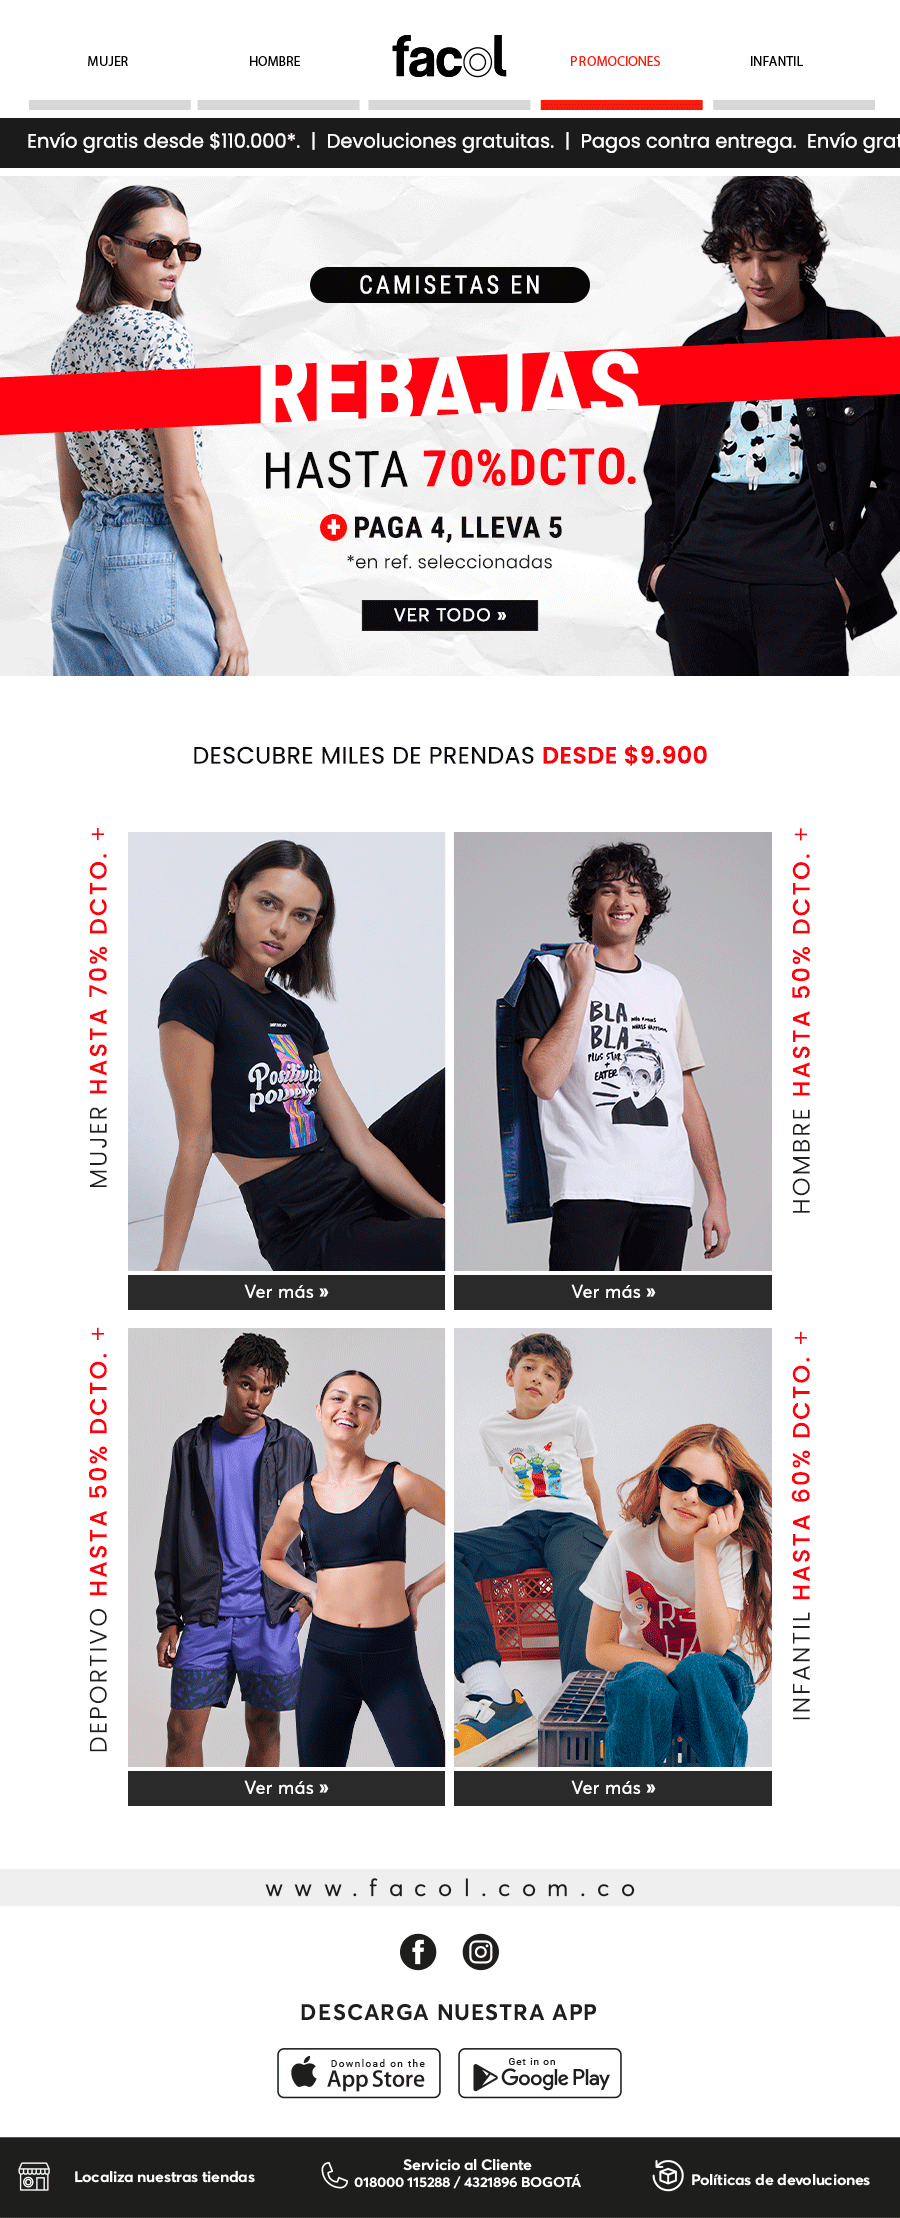 MUJER
HOMBRE
facol
PROMOCIONES
INFANTIL
Envío gratis desde $110.000*. | Devoluciones gratuitas. | Pagos contra entrega. Envío grat
CAMISETAS EN
REBAJAS
HASTA 70%DCTO.
+ PAGA 4, LLEVA 5
*en ref. seleccionadas
VER TODO »
DESCUBRE MILES DE PRENDAS DESDE $9.900
MUJER HASTA 70% DCTO. +
Positivit
power
BLA
BLA
PLUS STAR
+
EATER
HOMBRE HASTA 50% DCTO. +
Ver más »
Ver más »
DEPORTIVO HASTA 50% DCTO. +
INFANTIL HASTA 60% DCTO. +
Ver más »
Ver más »
www.facol.com.co
DESCARGA NUESTRA APP
Download on the
App Store
Get in on
Google Play
Localiza nuestras tiendas
Servicio al Cliente
018000 115288 / 4321896 BOGOTÁ
Políticas de devoluciones